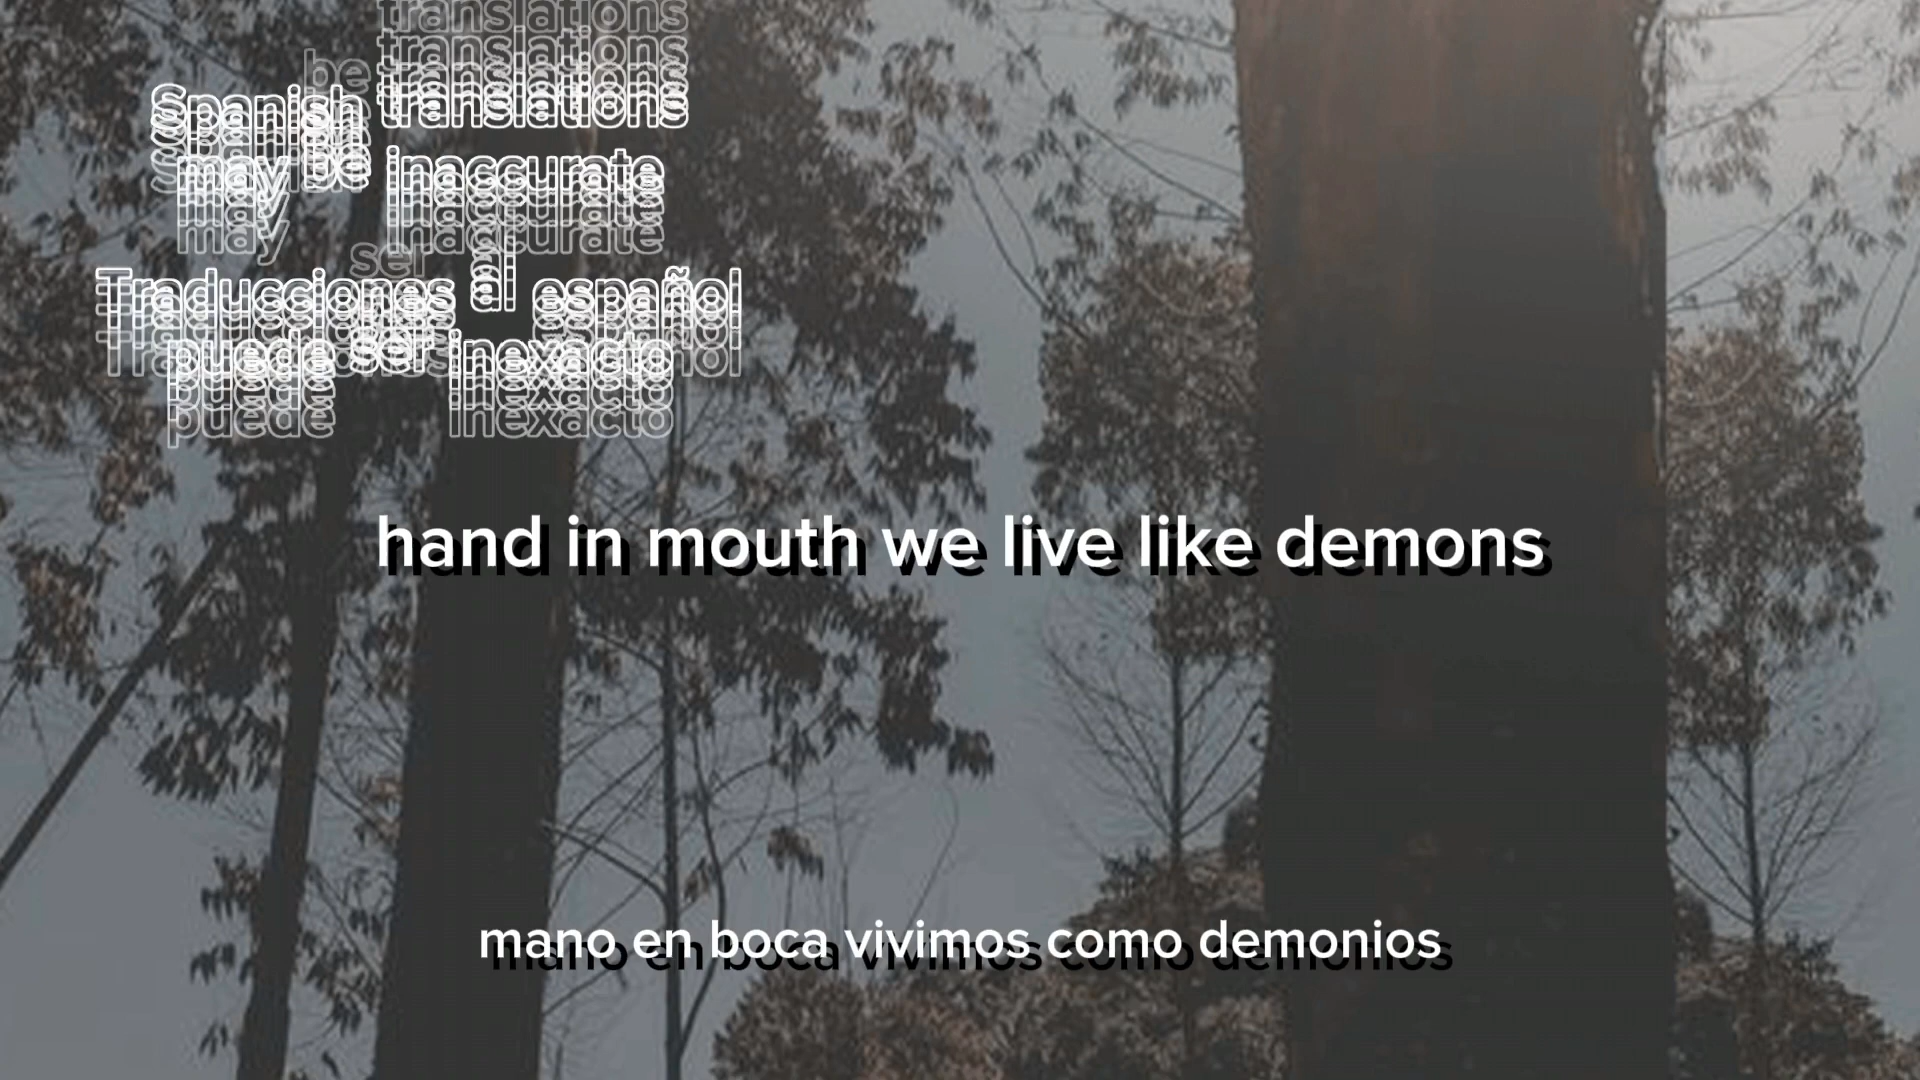 Spanish translations
may be inaccurate
Traducciones al español
puede ser inexacto
hand in mouth we live like demons
mano en boca vivimos como demonios